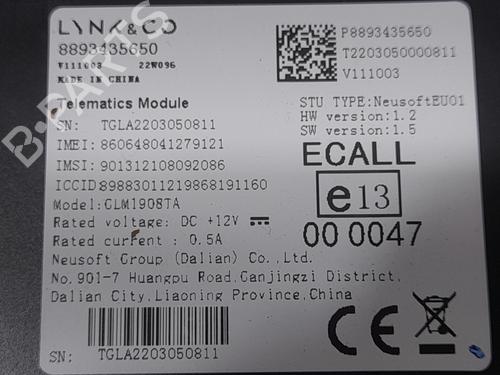 LYNK&CO
8893435650
V111003 22W096
MADE IN CHINA
P8893435650
T2203050000811
V111003
Telematics Module
SN: TGLA2203050811
IMEI: 860648041279121
IMSI: 901312108092086
ICCID: 89883011219868191160
Model: CLM1908TA
Rated voltage: DC +12V
Rated current : 0.5A
Neusoft Group (Dalian) Co.,Ltd.
No.901-7 Huangpu Road,Ganjingzi District,
Dalian City,Liaoning Province,China
STU TYPE:NeusoftEU01
HW version:1.2
SW version:1.5
ECALL
e13
00 0047
CE
SN: TGLA2203050811
B-PARTS